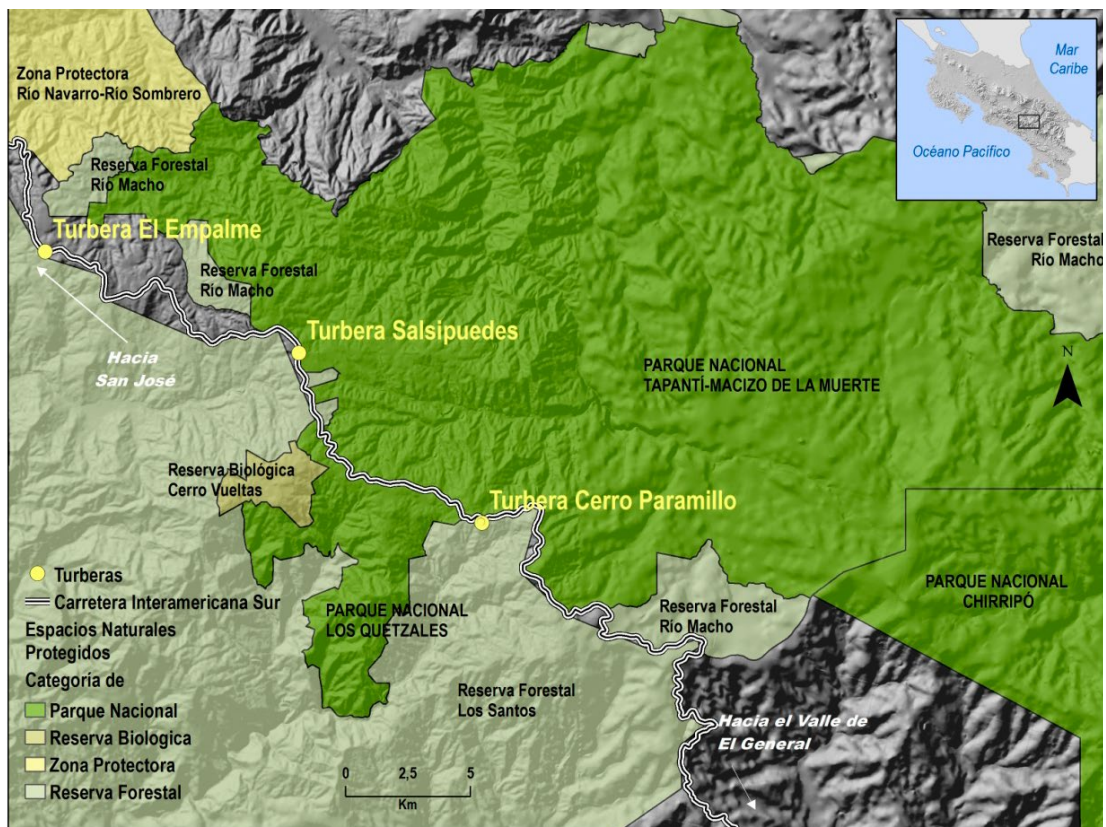 Zona Protectora
Río Navarro-Río Sombrero
Mar
Caribe
Océano Pacífico
Reserva Forestal
Río Macho
Turbera El Empalme
Reserva Forestal
Río Macho
Reserva Forestal
Río Macho
Turbera Salsipuedes
Hacia
San José
PARQUE NACIONAL
TAPANTÍ-MACIZO DE LA MUERTE
N
Reserva Biológica
Cerro Vueltas
Turbera Cerro Paramillo
PARQUE NACIONAL
CHIRRIPÓ
PARQUE NACIONAL
LOS QUETZALES
Reserva Forestal
Río Macho
Reserva Forestal
Los Santos
Hacia el Valle de
El General
Turberas
Carretera Interamericana Sur
Espacios Naturales
Protegidos
Categoría de
Parque Nacional
Reserva Biologica
Zona Protectora
Reserva Forestal
0 2,5 5
Km